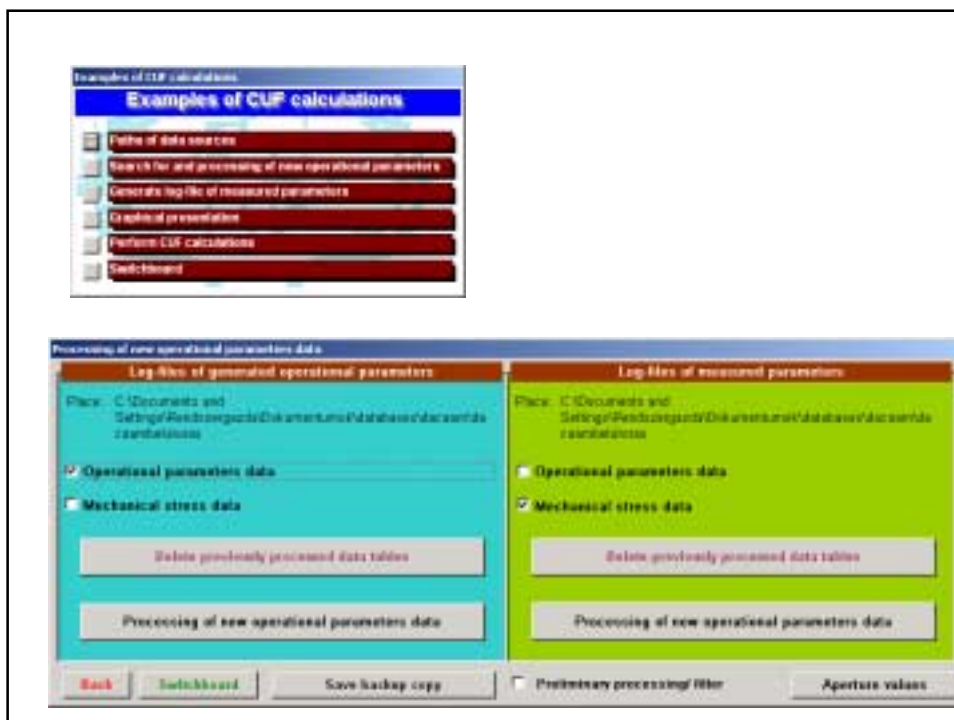 Examples of CUF calculations
Examples of CUF calculations
Paths of data sources
Search for and processing of new operational parameters
Generate log-file of measured parameters
Graphical presentation
Perform CUF calculations
Switchboard
Processing of new operational parameters data
Log-files of generated operational parameters
Place: C:\Documents and
Operational parameters data
Mechanical stress data
Delete previously processed data tables
Processing of new operational parameters data
Log-files of measured parameters
Place: C:\Documents and
Operational parameters data
Mechanical stress data
Delete previously processed data tables
Processing of new operational parameters data
Back
Switchboard
Save backup copy
Preliminary processing/ filter
Aperture values